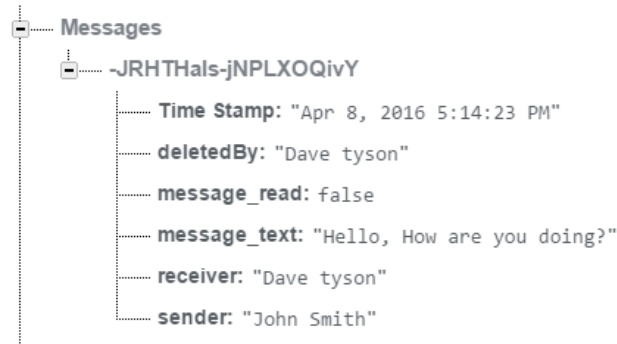 Messages
-JRHTHals-jNPLXOQivY
Time Stamp: "Apr 8, 2016 5:14:23 PM"
deletedBy: "Dave tyson"
message_read: false
message_text: "Hello, How are you doing?"
receiver: "Dave tyson"
sender: "John Smith"